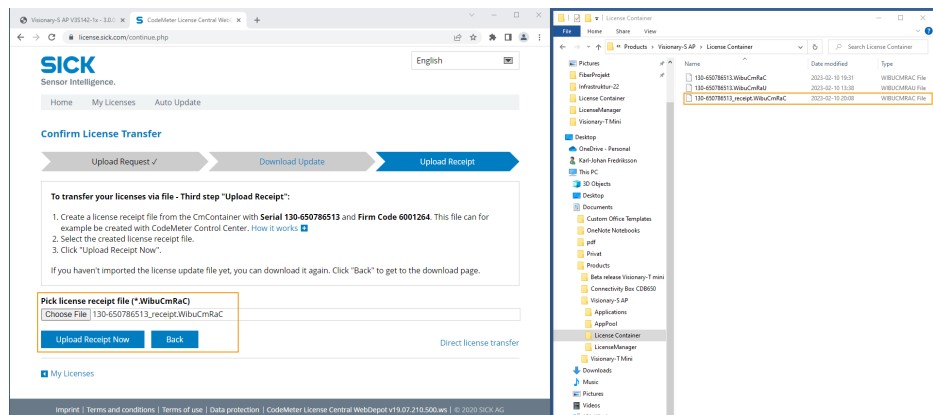 Visionary-S AP V3S142-1x - 3.0.
CodeMeter License Central Web
license.sick.com/continue.php
SICK
Sensor Intelligence.
English
Home My Licenses Auto Update
Confirm License Transfer
Upload Request ✓ Download Update Upload Receipt
To transfer your licenses via file - Third step "Upload Receipt":
1. Create a license receipt file from the CmContainer with Serial 130-650786513 and Firm Code 6001264. This file can for
example be created with CodeMeter Control Center. How it works
2. Select the created license receipt file.
3. Click "Upload Receipt Now".
If you haven't imported the license update file yet, you can download it again. Click "Back" to get to the download page.
Pick license receipt file (*.WibuCmRaC)
Choose File 130-650786513_receipt.WibuCmRaC
Upload Receipt Now Back
Direct license transfer
My Licenses
Imprint | Terms and conditions | Terms of use | Data protection | CodeMeter License Central WebDepot v19.07.210.500.ws | © 2020 SICK AG
License Container
File Home Share View
« Products › Visionary-S AP › License Container
Search License Container
Name Date modified Type
130-650786513.WibuCmRaC 2023-02-10 19:31 WIBUCMRAC File
130-650786513.WibuCmRaU 2023-02-10 13:38 WIBUCMRAU File
130-650786513_receipt.WibuCmRaC 2023-02-10 20:00 WIBUCMRAC File
Pictures
FiberProjekt
Infrastruktur-22
License Container
LicenseManager
Visionary-T Mini
Desktop
OneDrive - Personal
Karl-Johan Fredriksson
This PC
3D Objects
Desktop
Documents
Custom Office Templates
OneNote Notebooks
pdf
Privat
Products
Beta release Visionary-T mini
Connectivity Box CDB650
Visionary-S AP
Applications
AppPool
License Container
LicenseManager
Visionary-T Mini
Downloads
Music
Pictures
Videos